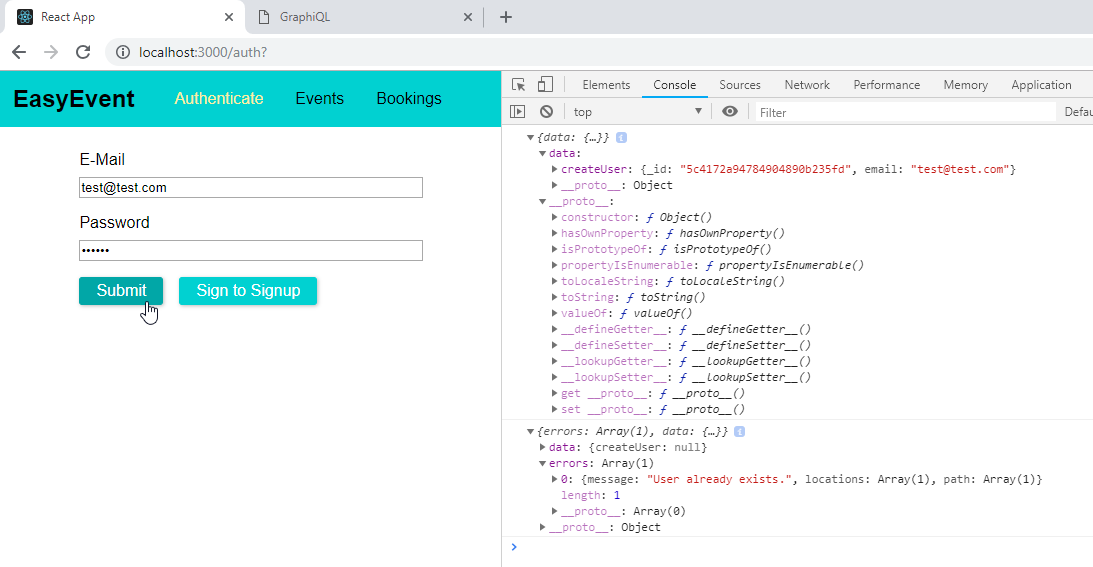 React App
GraphiQL
localhost:3000/auth?
EasyEvent Authenticate Events Bookings
E-Mail
test@test.com
Password
••••••
Submit Sign to Signup
Elements Console Sources Network Performance Memory Application
top Filter Defau
{data: {…}}
data:
createUser: {_id: "5c4172a94784904890b235fd", email: "test@test.com"}
__proto__: Object
__proto__:
constructor: ƒ Object()
hasOwnProperty: ƒ hasOwnProperty()
isPrototypeOf: ƒ isPrototypeOf()
propertyIsEnumerable: ƒ propertyIsEnumerable()
toLocaleString: ƒ toLocaleString()
toString: ƒ toString()
valueOf: ƒ valueOf()
__defineGetter__: ƒ __defineGetter__()
__defineSetter__: ƒ __defineSetter__()
__lookupGetter__: ƒ __lookupGetter__()
__lookupSetter__: ƒ __lookupSetter__()
get __proto__: ƒ __proto__()
set __proto__: ƒ __proto__()
{errors: Array(1), data: {…}}
data: {createUser: null}
errors: Array(1)
0: {message: "User already exists.", locations: Array(1), path: Array(1)}
length: 1
__proto__: Array(0)
__proto__: Object